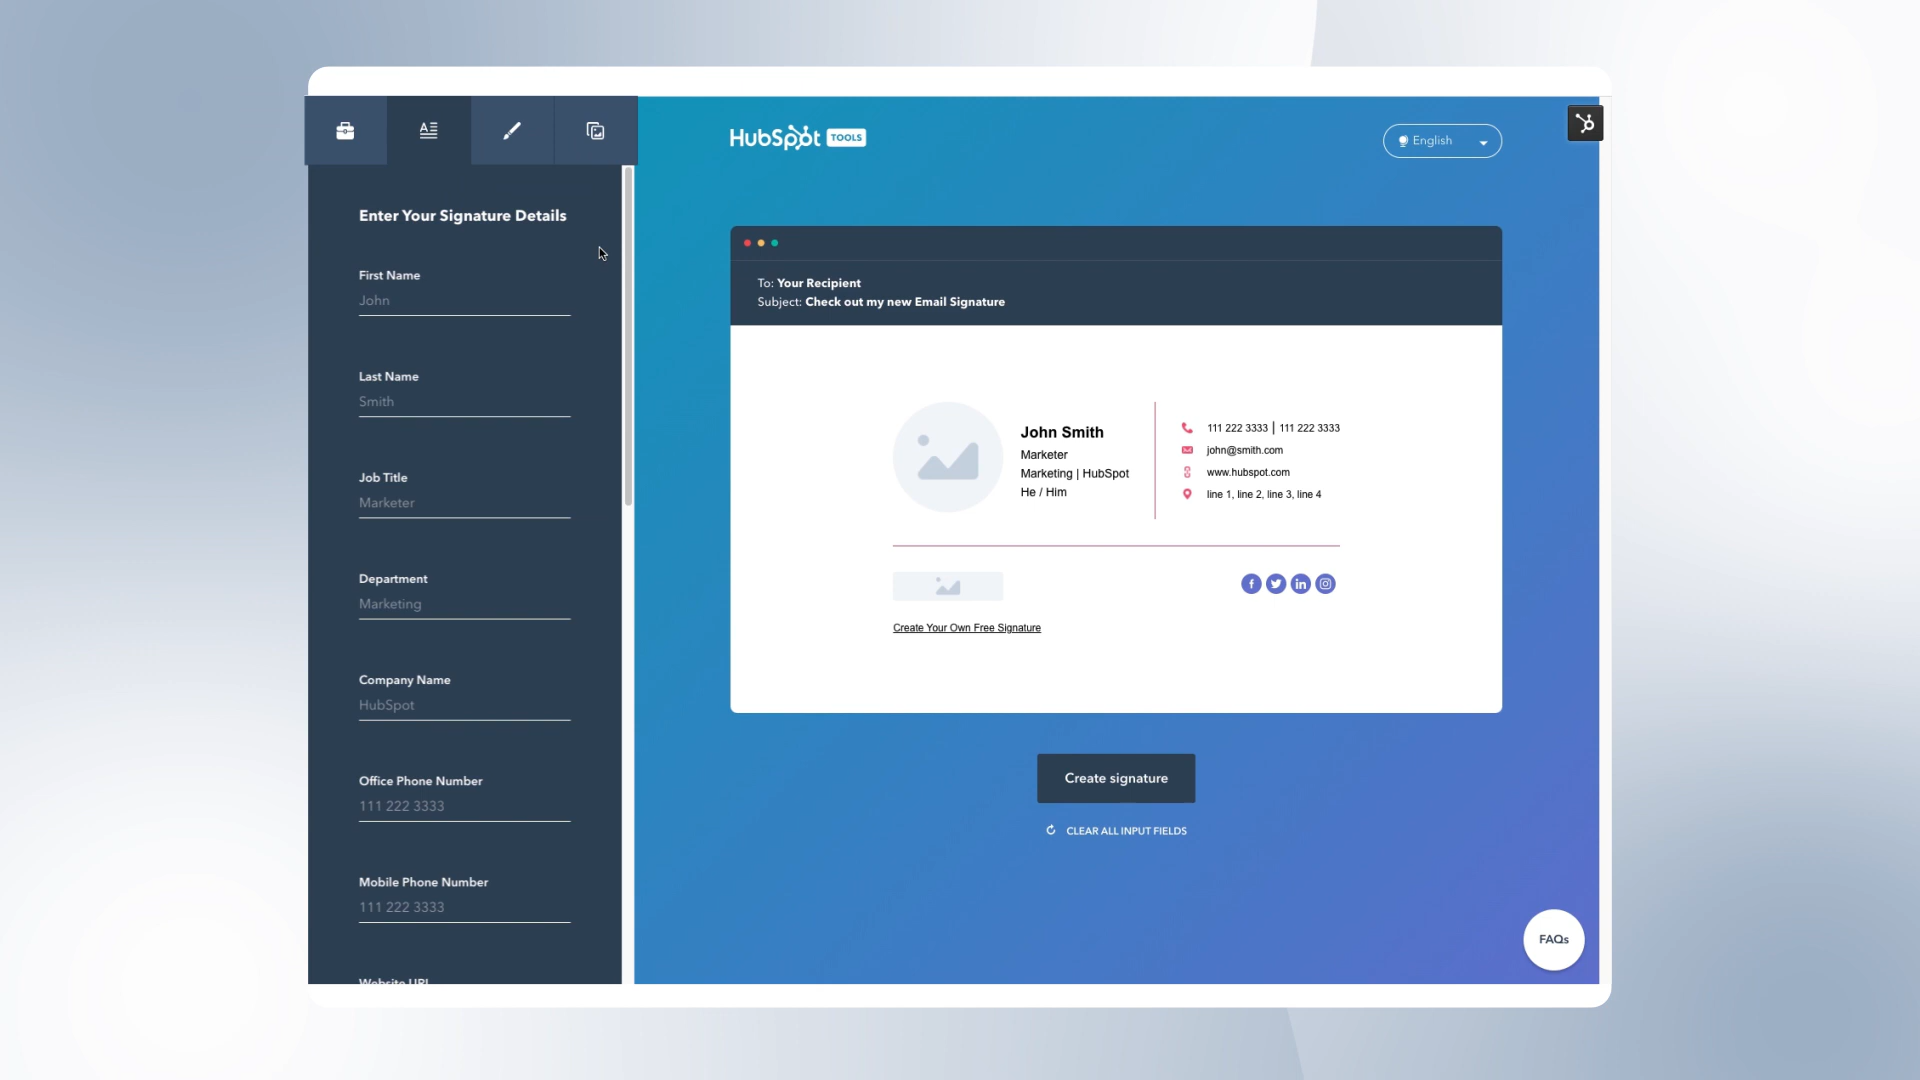 HubSpot TOOLS
English
Enter Your Signature Details
First Name
John
Last Name
Smith
Job Title
Marketer
Department
Marketing
Company Name
HubSpot
Office Phone Number
111 222 3333
Mobile Phone Number
111 222 3333
Website URL
To: Your Recipient
Subject: Check out my new Email Signature
John Smith
Marketer
Marketing | HubSpot
He / Him
111 222 3333 | 111 222 3333
john@smith.com
www.hubspot.com
line 1, line 2, line 3, line 4
Create Your Own Free Signature
Create signature
CLEAR ALL INPUT FIELDS
FAQs